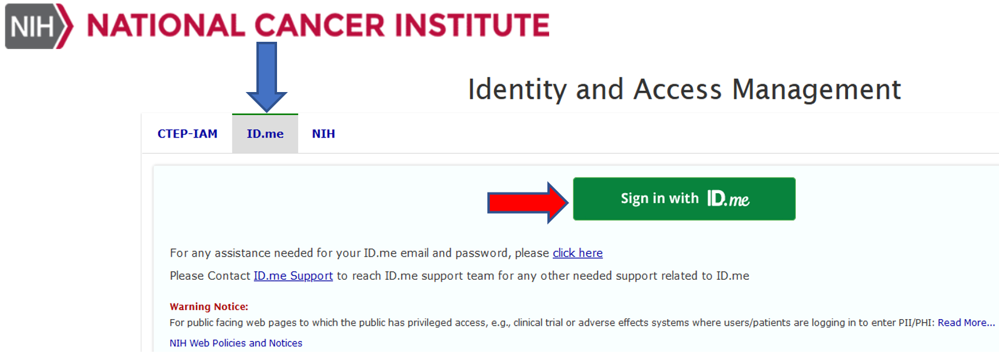 NIH NATIONAL CANCER INSTITUTE
Identity and Access Management
CTEP-IAM ID.me NIH
Sign in with ID.me
For any assistance needed for your ID.me email and password, please click here
Please Contact ID.me Support to reach ID.me support team for any other needed support related to ID.me
Warning Notice:
For public facing web pages to which the public has privileged access, e.g., clinical trial or adverse effects systems where users/patients are logging in to enter PII/PHI: Read More...
NIH Web Policies and Notices